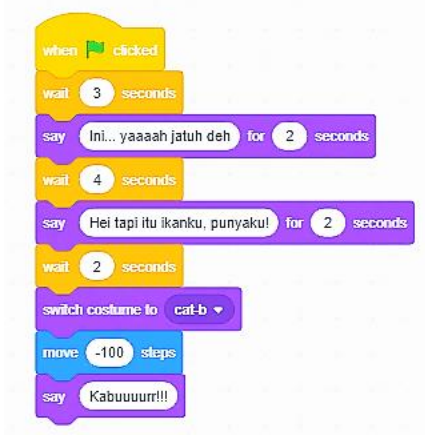 when clicked
wait 3 seconds
say Ini... yaaaah jatuh deh for 2 seconds
wait 4 seconds
say Hei tapi itu ikanku, punyaku! for 2 seconds
wait 2 seconds
switch costume to cat-b
move -100 steps
say Kabuuuurr!!!